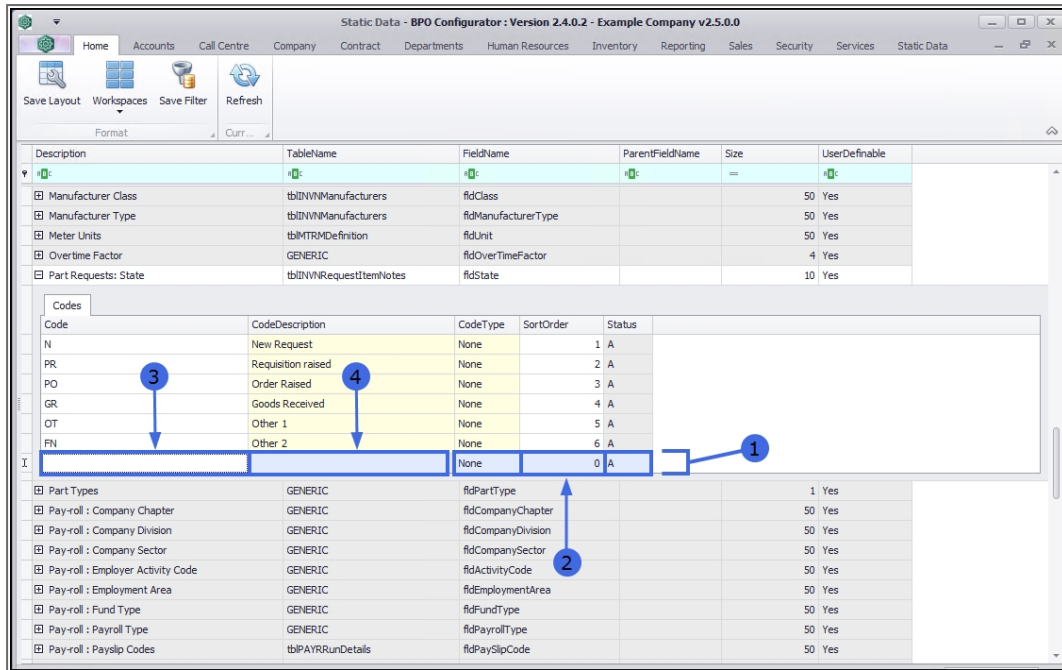 Static Data - BPO Configurator : Version 2.4.0.2 - Example Company v2.5.0.0
Home Accounts Call Centre Company Contract Departments Human Resources Inventory Reporting Sales Security Services Static Data
Save Layout Workspaces Save Filter Refresh
Format Curr...
Description TableName FieldName ParentFieldName Size UserDefinable
=
Manufacturer Class tblINVNManufacturers fldClass 50 Yes
Manufacturer Type tblINVNManufacturers fldManufacturerType 50 Yes
Meter Units tblMTRMDefinition fldUnit 50 Yes
Overtime Factor GENERIC fldOverTimeFactor 4 Yes
Part Requests: State tblINVNRequestItemNotes fldState 10 Yes
Codes
Code CodeDescription CodeType SortOrder Status
N New Request None 1 A
PR Requisition raised None 2 A
PO Order Raised None 3 A
3 4
GR Goods Received None 4 A
OT Other 1 None 5 A
FN Other 2 None 6 A
1
None 0 A
Part Types GENERIC fldPartType 1 Yes
Pay-roll : Company Chapter GENERIC fldCompanyChapter 50 Yes
Pay-roll : Company Division GENERIC fldCompanyDivision 50 Yes
Pay-roll : Company Sector GENERIC fldCompanySector 50 Yes
2
Pay-roll : Employer Activity Code GENERIC fldActivityCode 50 Yes
Pay-roll : Employment Area GENERIC fldEmploymentArea 50 Yes
Pay-roll : Fund Type GENERIC fldFundType 50 Yes
Pay-roll : Payroll Type GENERIC fldPayrollType 50 Yes
Pay-roll : Payslip Codes tblPAYRRunDetails fldPaySlipCode 50 Yes